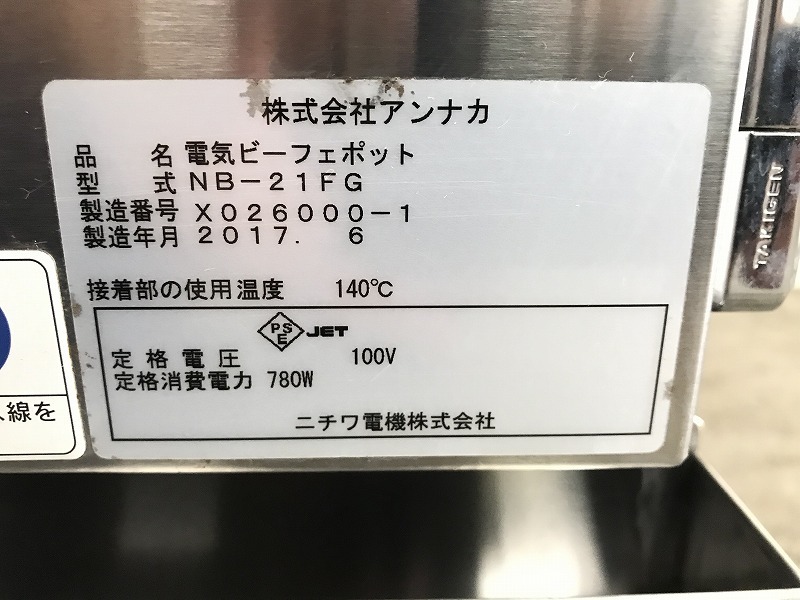 株式会社アンナカ
品 名 電気ビーフェポット
型 式 NB-21FG
製造番号 X026000-1
製造年月 2017. 6
接着部の使用温度 140℃
PSE JET
定格電圧 100V
定格消費電力 780W
ニチワ電機株式会社
線を
TAKIGEN